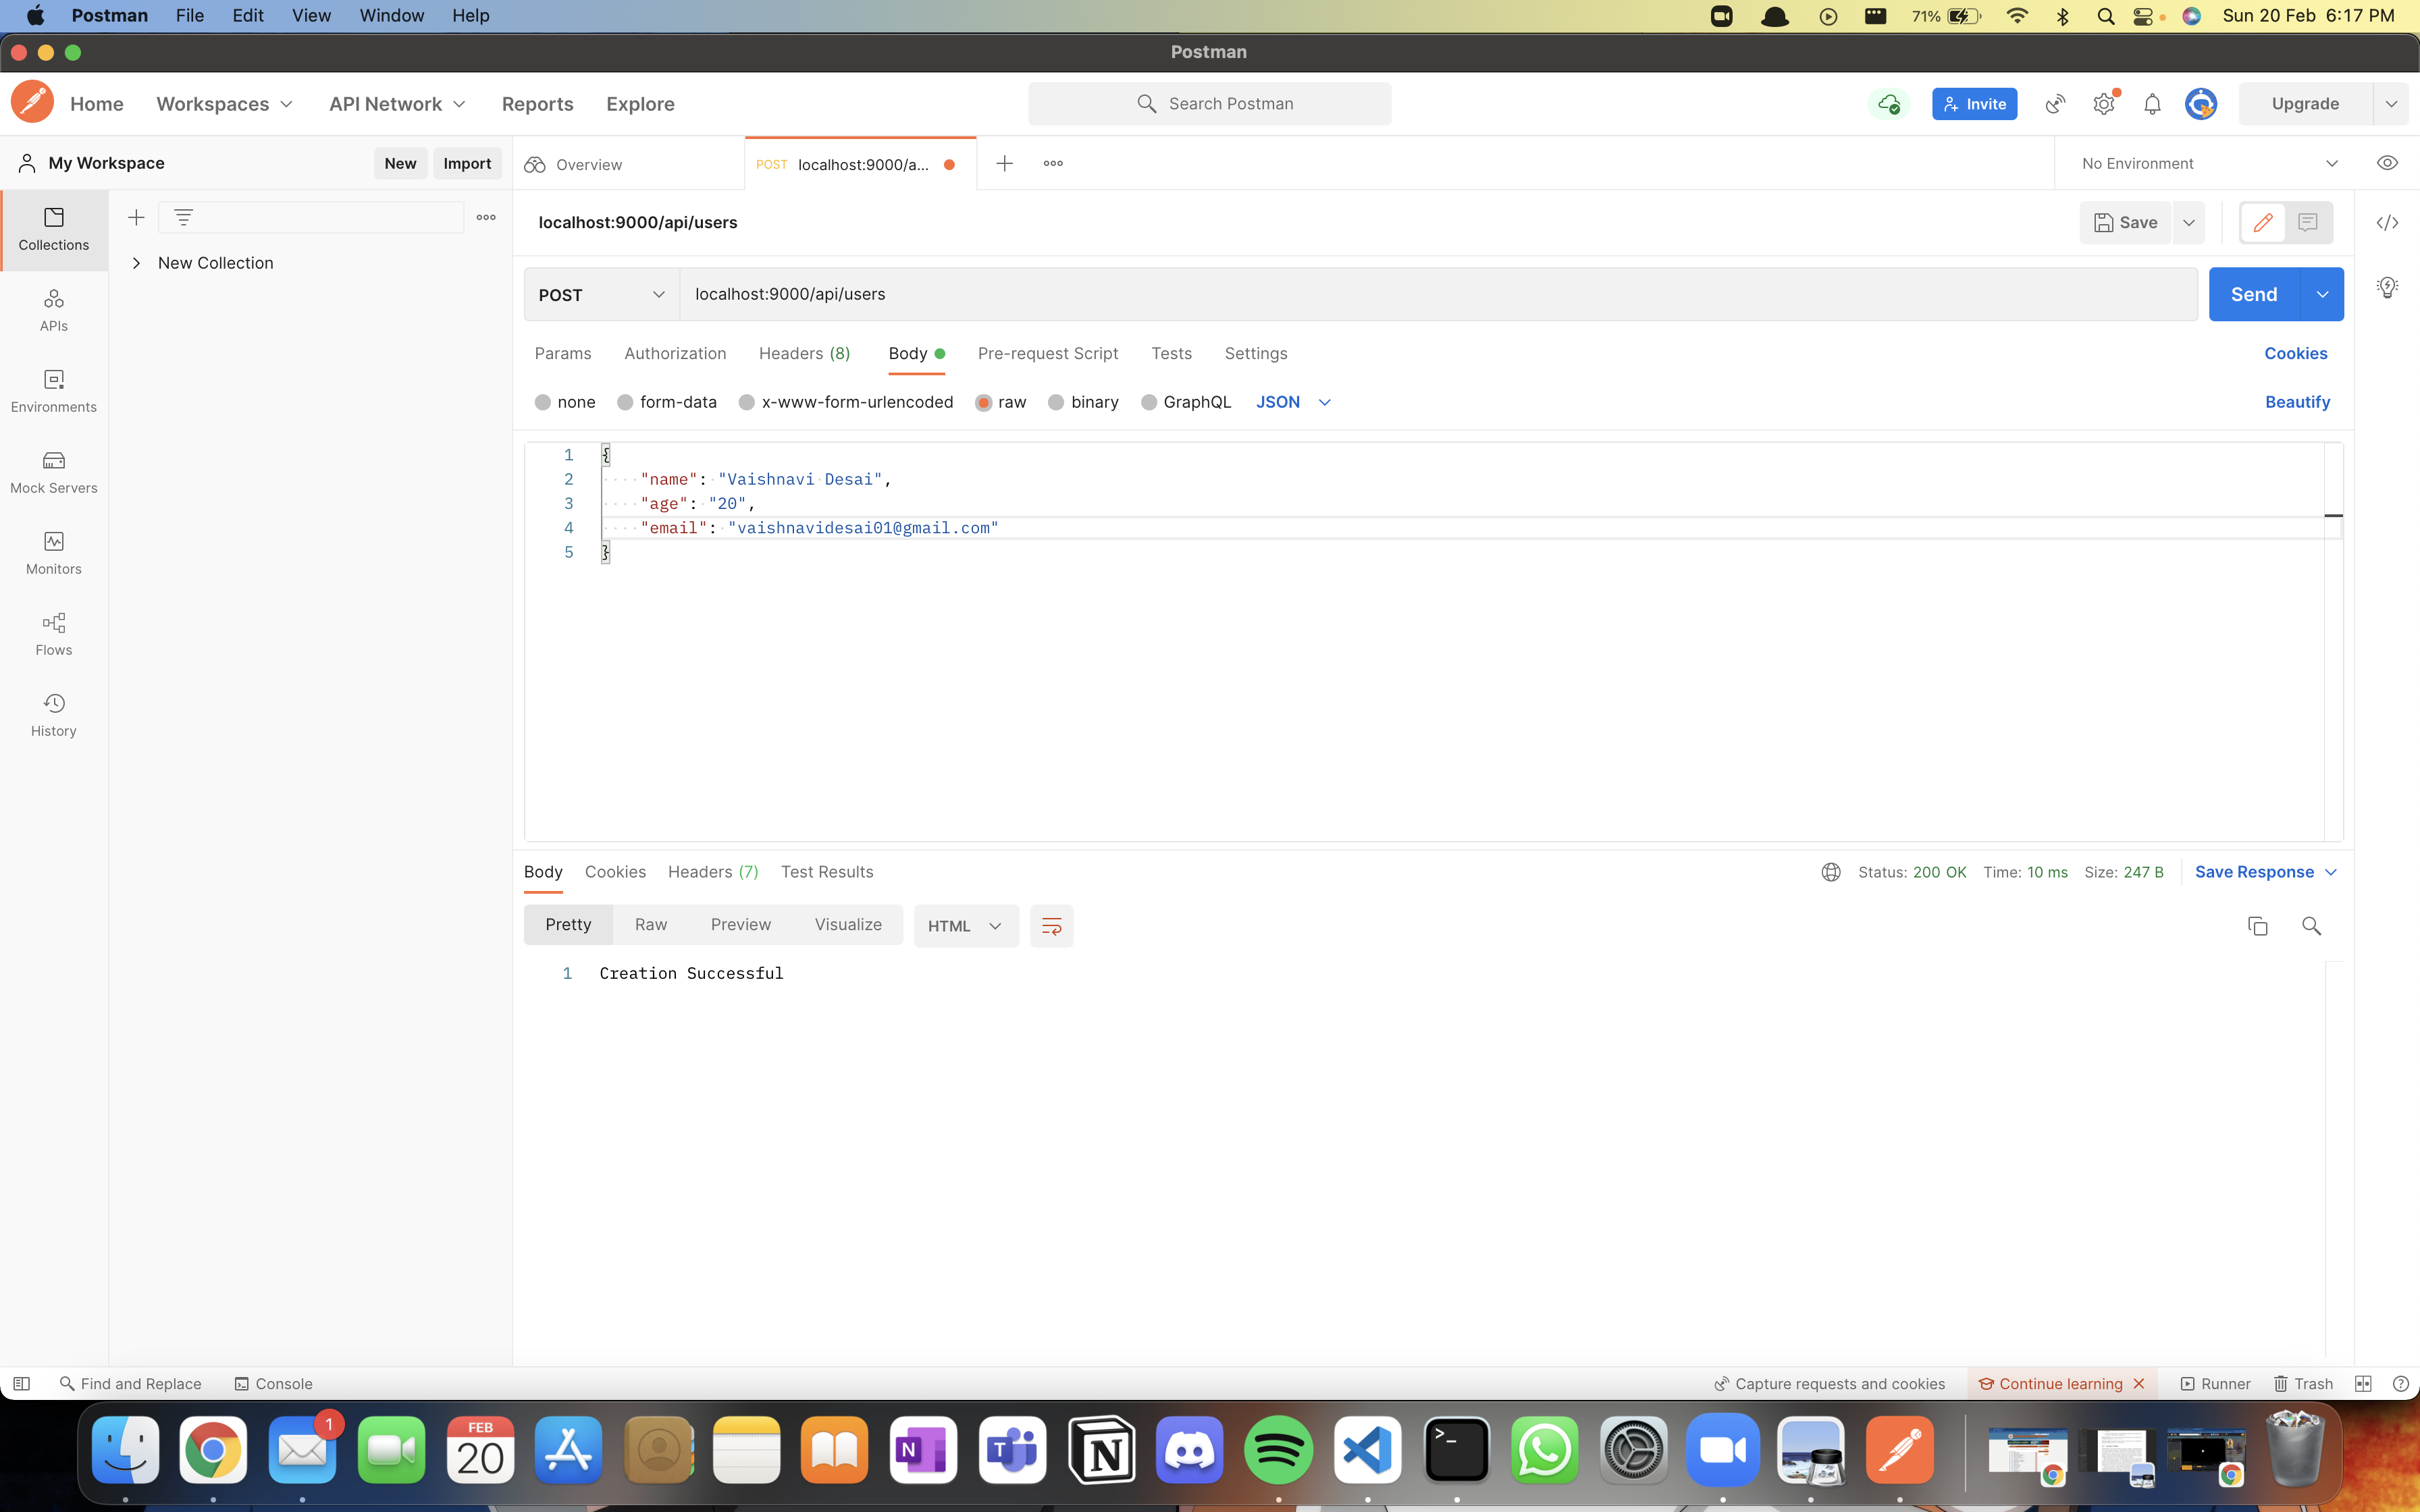 Postman File Edit View Window Help 71% Sun 20 Feb 6:17 PM
Postman
Home Workspaces API Network Reports Explore Search Postman Invite Upgrade
My Workspace New Import Overview POST localhost:9000/a... No Environment
Collections
New Collection
APIs
Environments
Mock Servers
Monitors
Flows
History
localhost:9000/api/users Save
POST localhost:9000/api/users Send
Params Authorization Headers (8) Body Pre-request Script Tests Settings Cookies
none form-data x-www-form-urlencoded raw binary GraphQL JSON Beautify
1 {
2 "name": "Vaishnavi Desai",
3 "age": "20",
4 "email": "vaishnavidesai01@gmail.com"
5 }
Body Cookies Headers (7) Test Results Status: 200 OK Time: 10 ms Size: 247 B Save Response
Pretty Raw Preview Visualize HTML
1 Creation Successful
Find and Replace Console Capture requests and cookies Continue learning Runner Trash
1
FEB
20